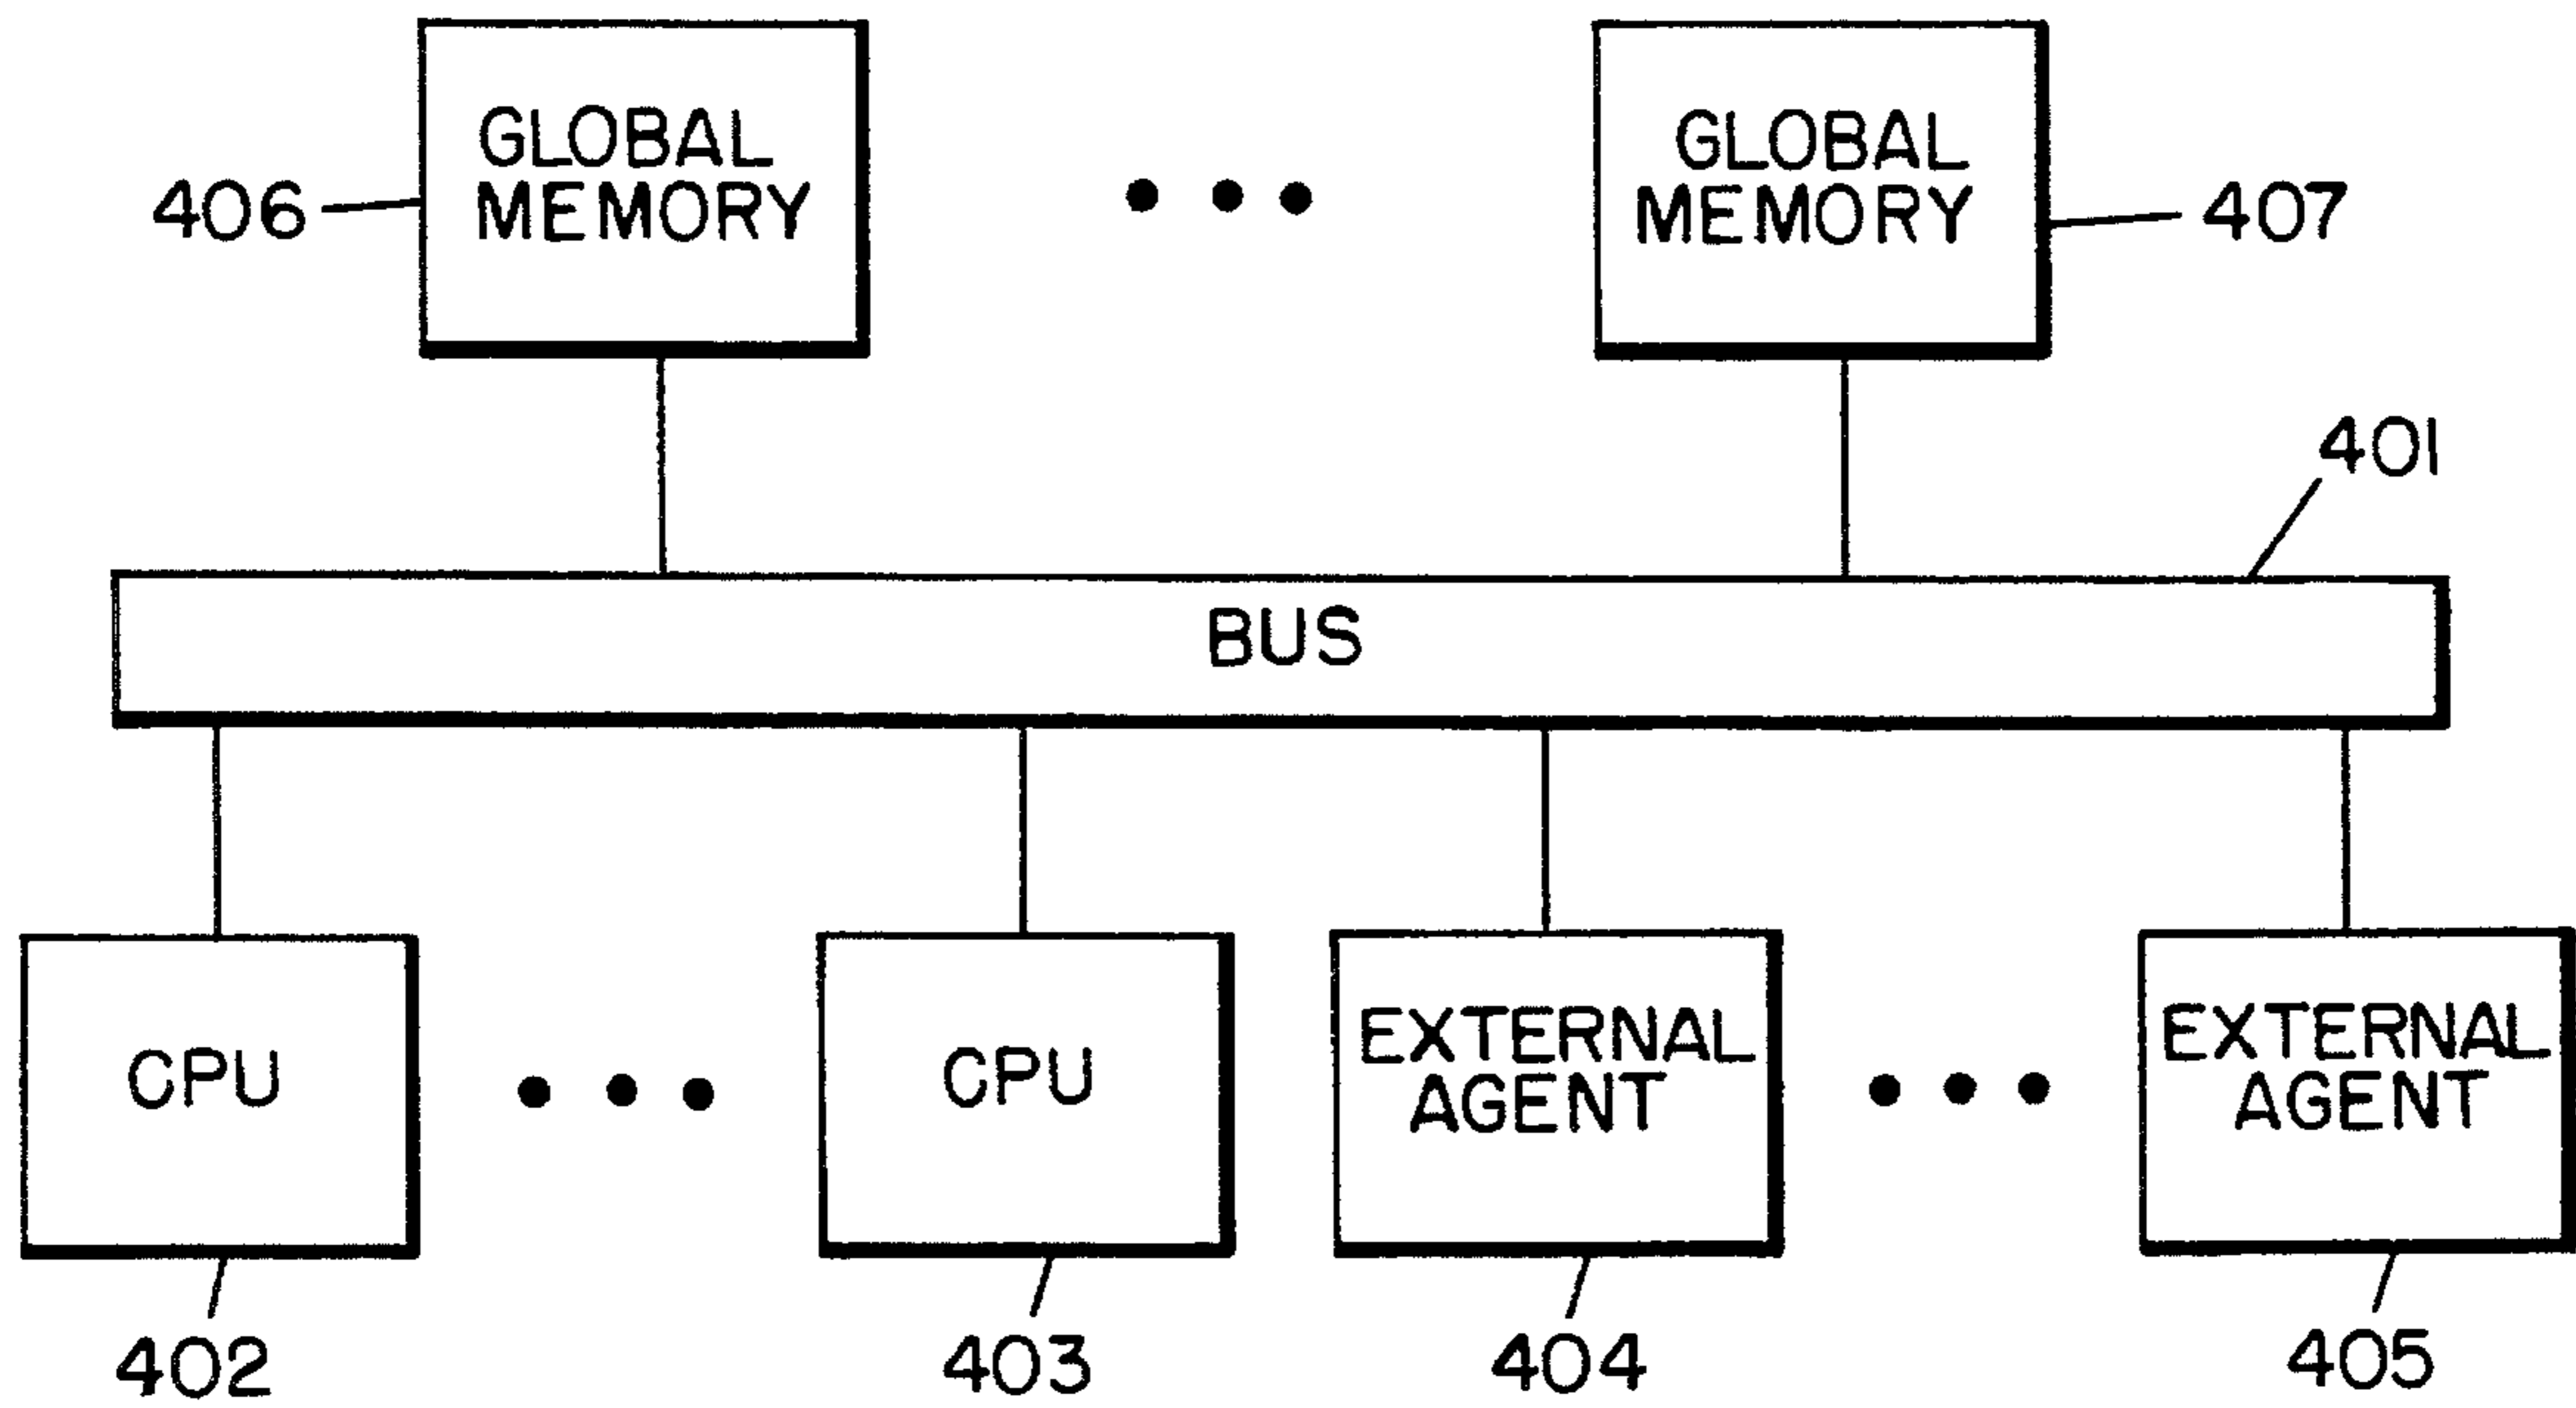 GLOBAL
MEMORY
406
GLOBAL
MEMORY
407
401
BUS
CPU
CPU
EXTERNAL
AGENT
EXTERNAL
AGENT
402
403
404
405